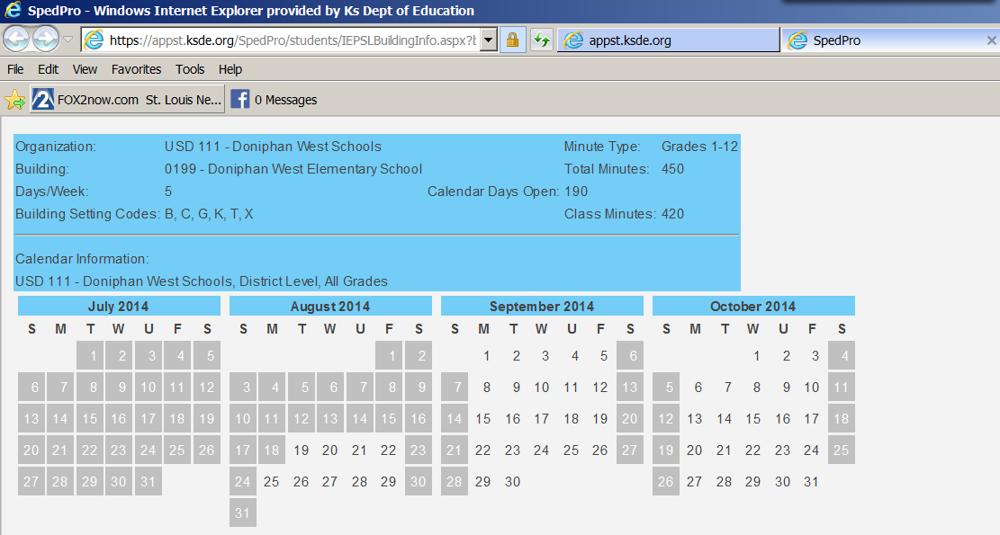 SpedPro - Windows Internet Explorer provided by Ks Dept of Education
https://appst.ksde.org/SpedPro/students/IEPSLBuildingInfo.aspx?b appst.ksde.org SpedPro
File Edit View Favorites Tools Help
FOX2now.com St. Louis Ne... 0 Messages
Organization: USD 111 - Doniphan West Schools Minute Type: Grades 1-12
Building: 0199 - Doniphan West Elementary School Total Minutes: 450
Days/Week: 5 Calendar Days Open: 190
Building Setting Codes: B, C, G, K, T, X Class Minutes: 420
Calendar Information:
USD 111 - Doniphan West Schools, District Level, All Grades
July 2014 August 2014 September 2014 October 2014
S M T W U F S S M T W U F S S M T W U F S S M T W U F S
1 2 3 4 5 1 2 1 2 3 4 5 6 1 2 3 4
6 7 8 9 10 11 12 3 4 5 6 7 8 9 7 8 9 10 11 12 13 5 6 7 8 9 10 11
13 14 15 16 17 18 19 10 11 12 13 14 15 16 14 15 16 17 18 19 20 12 13 14 15 16 17 18
20 21 22 23 24 25 26 17 18 19 20 21 22 23 21 22 23 24 25 26 27 19 20 21 22 23 24 25
27 28 29 30 31 24 25 26 27 28 29 30 28 29 30 26 27 28 29 30 31
31